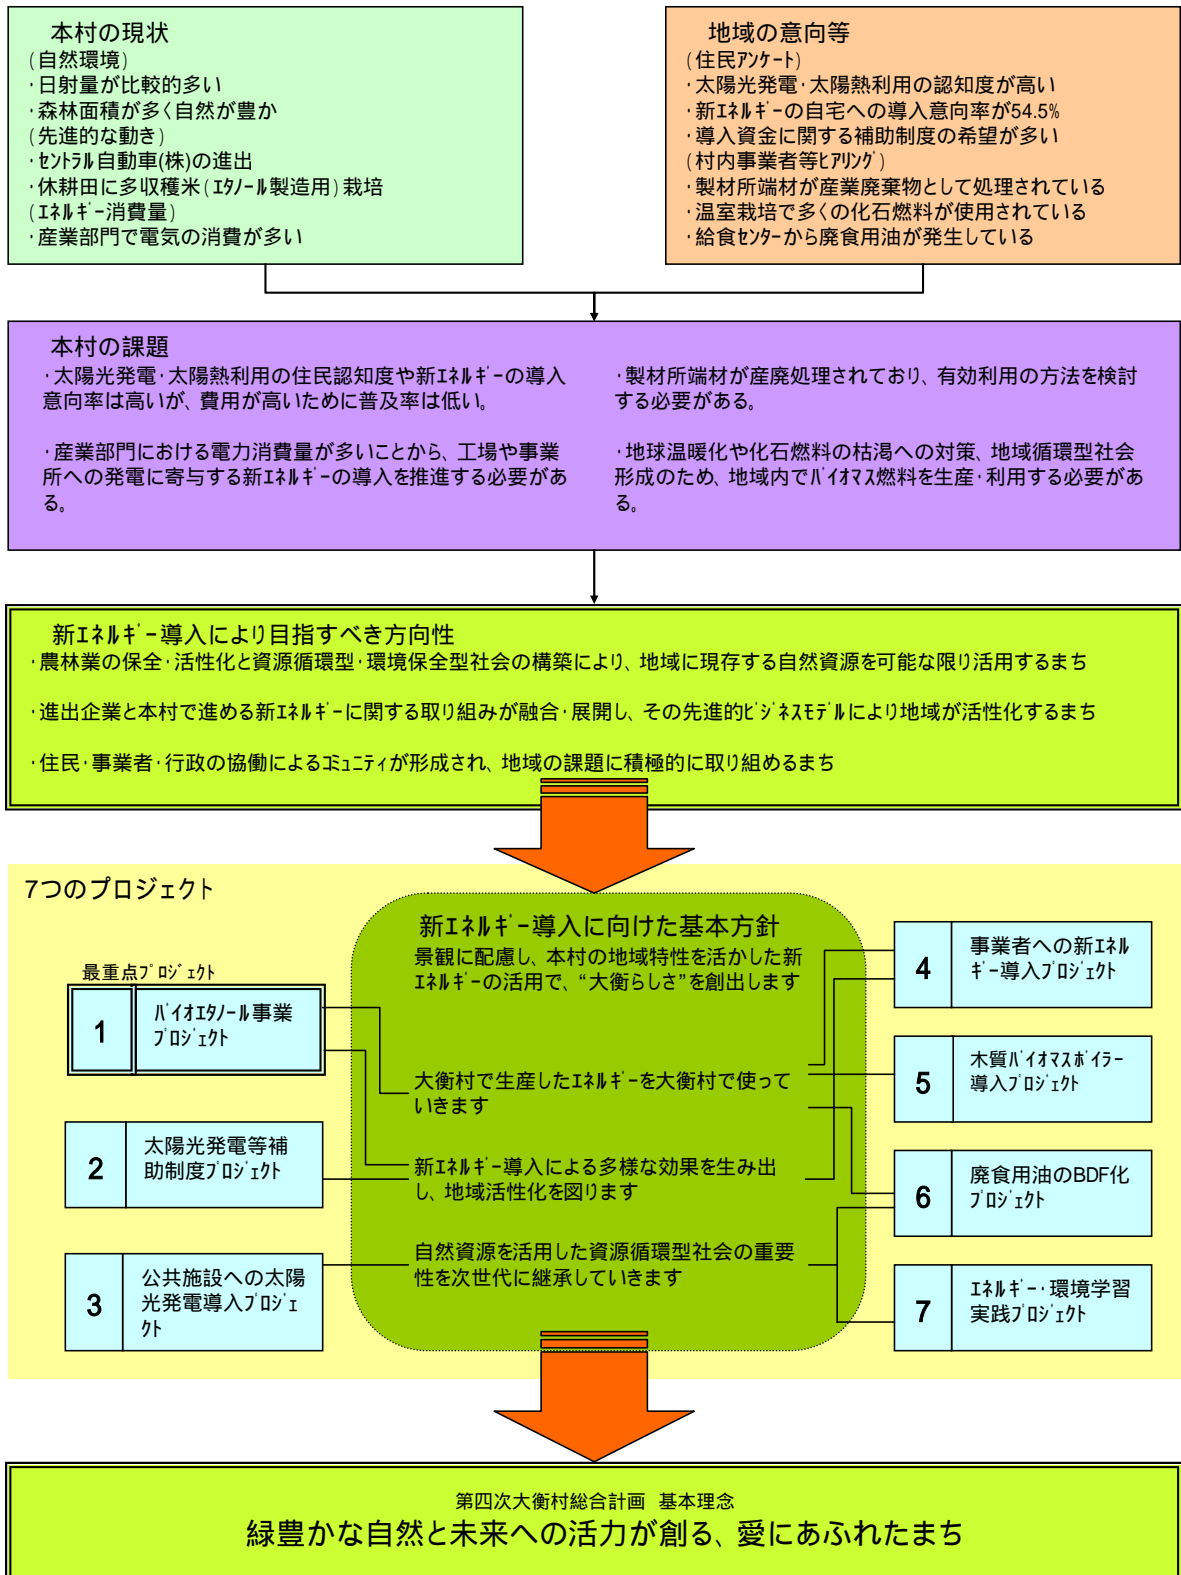 本村の現状
(自然環境)
・日射量が比較的多い
・森林面積が多く自然が豊か
(先進的な動き)
・ｾﾝﾄﾗﾙ自動車(株)の進出
・休耕田に多収穫米(ｴﾀﾉｰﾙ製造用)栽培
(ｴﾈﾙｷﾞｰ消費量)
・産業部門で電気の消費が多い
地域の意向等
(住民ｱﾝｹｰﾄ)
・太陽光発電・太陽熱利用の認知度が高い
・新ｴﾈﾙｷﾞｰの自宅への導入意向率が54.5%
・導入資金に関する補助制度の希望が多い
(村内事業者等ﾋｱﾘﾝｸﾞ)
・製材所端材が産業廃棄物として処理されている
・温室栽培で多くの化石燃料が使用されている
・給食ｾﾝﾀｰから廃食用油が発生している
本村の課題
・太陽光発電・太陽熱利用の住民認知度や新ｴﾈﾙｷﾞｰの導入
意向率は高いが、費用が高いために普及率は低い。
・産業部門における電力消費量が多いことから、工場や事業
所への発電に寄与する新ｴﾈﾙｷﾞｰの導入を推進する必要があ
る。
・製材所端材が産廃処理されており、有効利用の方法を検討
する必要がある。
・地球温暖化や化石燃料の枯渇への対策、地域循環型社会
形成のため、地域内でﾊﾞｲｵﾏｽ燃料を生産・利用する必要があ
る。
新ｴﾈﾙｷﾞｰ導入により目指すべき方向性
・農林業の保全・活性化と資源循環型・環境保全型社会の構築により、地域に現存する自然資源を可能な限り活用するまち
・進出企業と本村で進める新ｴﾈﾙｷﾞｰに関する取り組みが融合・展開し、その先進的ﾋﾞｼﾞﾈｽﾓﾃﾞﾙにより地域が活性化するまち
・住民・事業者・行政の協働によるｺﾐｭﾆﾃｨが形成され、地域の課題に積極的に取り組めるまち
7つのプロジェクト
新ｴﾈﾙｷﾞｰ導入に向けた基本方針
景観に配慮し、本村の地域特性を活かした新
ｴﾈﾙｷﾞｰの活用で、“大衡らしさ”を創出します
大衡村で生産したｴﾈﾙｷﾞｰを大衡村で使って
いきます
新ｴﾈﾙｷﾞｰ導入による多様な効果を生み出
し、地域活性化を図ります
自然資源を活用した資源循環型社会の重要
性を次世代に継承していきます
最重点ﾌﾟﾛｼﾞｪｸﾄ
1
ﾊﾞｲｵｴﾀﾉｰﾙ事業
ﾌﾟﾛｼﾞｪｸﾄ
2
太陽光発電等補
助制度ﾌﾟﾛｼﾞｪｸﾄ
3
公共施設への太陽
光発電導入ﾌﾟﾛｼﾞｪ
ｸﾄ
4
事業者への新ｴﾈﾙ
ｷﾞｰ導入ﾌﾟﾛｼﾞｪｸﾄ
5
木質ﾊﾞｲｵﾏｽﾎﾞｲﾗｰ
導入ﾌﾟﾛｼﾞｪｸﾄ
6
廃食用油のBDF化
ﾌﾟﾛｼﾞｪｸﾄ
7
ｴﾈﾙｷﾞｰ・環境学習
実践ﾌﾟﾛｼﾞｪｸﾄ
第四次大衡村総合計画 基本理念
緑豊かな自然と未来への活力が創る、愛にあふれたまち